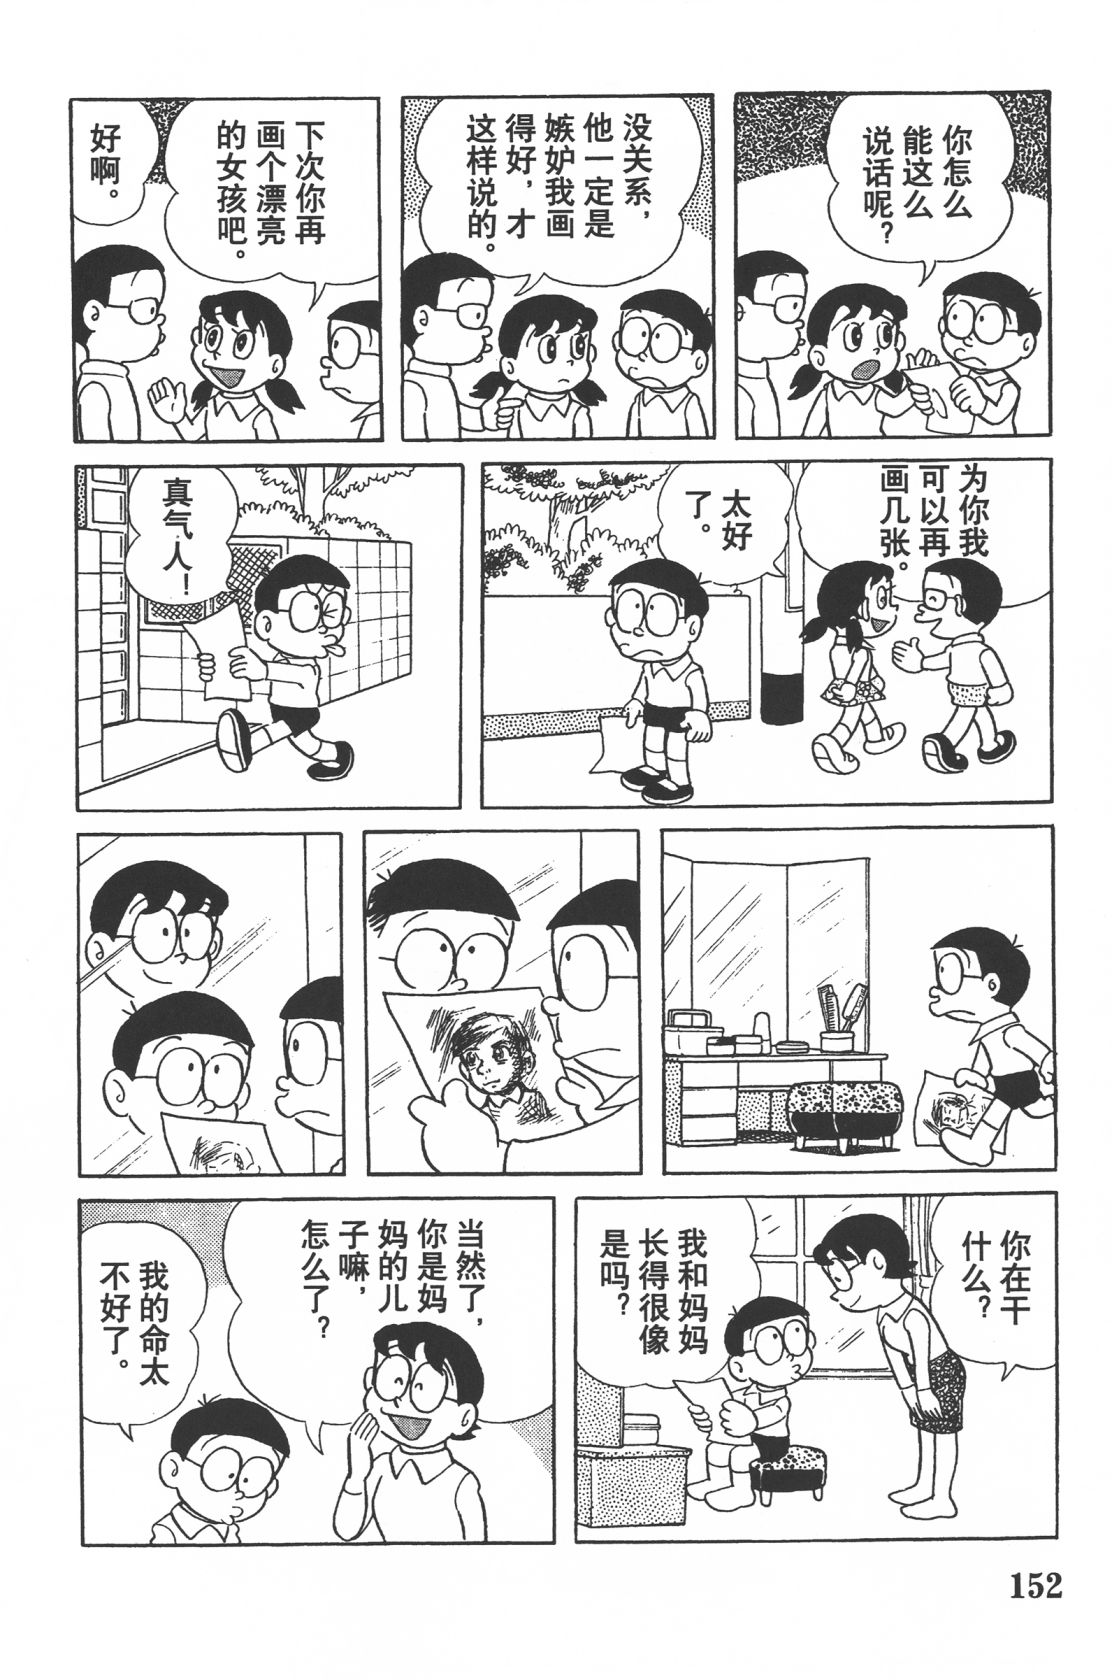 你怎么
能这么
说话呢？
没关系，
他一定是
嫉妒我画
得好，才
这样说的。
下次你再
画个漂亮
的女孩吧。
好啊。
为你我
可以再
画几张。
太好
了。
真气人！
你在干
什么？
我和妈妈
长得很像
是吗？
当然了，
你是妈
妈的儿
子嘛，
怎么了？
我的命太
不好了。
152